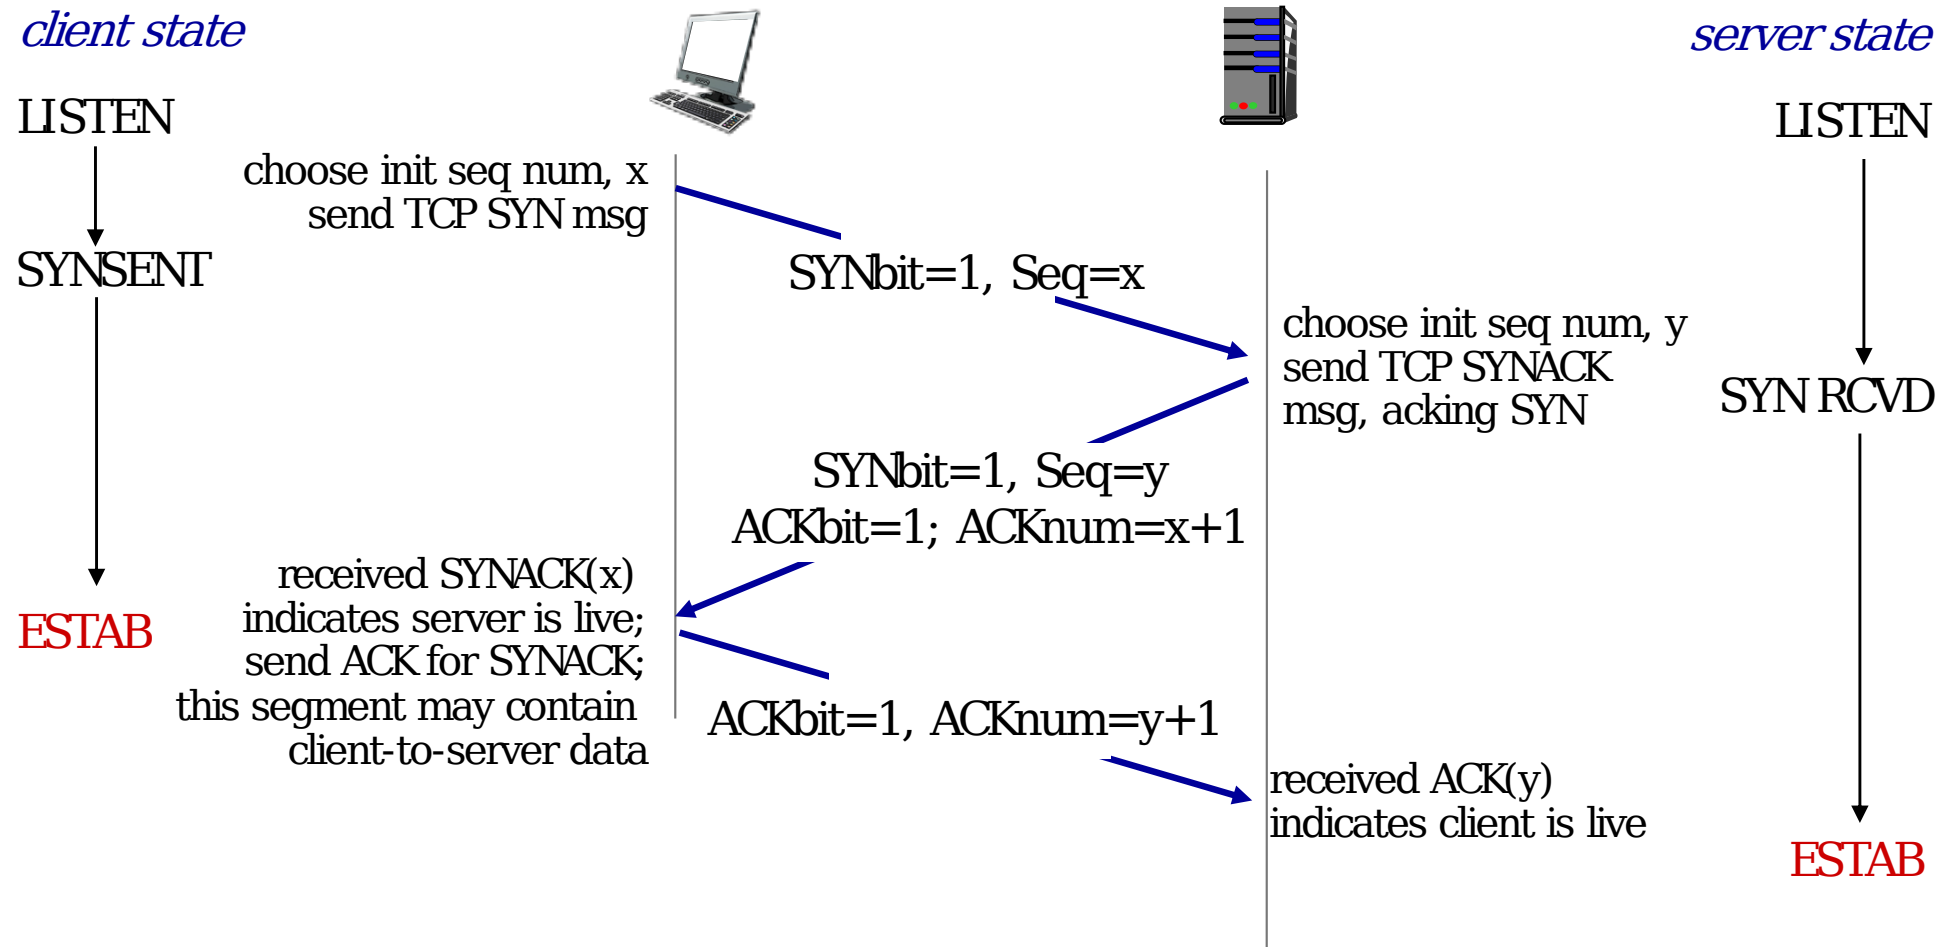 client state
server state
LISTEN
LISTEN
choose init seq num, x
send TCP SYN msg
SYNSENT
SYNbit=1, Seq=x
choose init seq num, y
send TCP SYNACK
msg, acking SYN
SYN RCVD
SYNbit=1, Seq=y
ACKbit=1; ACKnum=x+1
received SYNACK(x)
indicates server is live;
send ACK for SYNACK;
this segment may contain
client-to-server data
ESTAB
ACKbit=1, ACKnum=y+1
received ACK(y)
indicates client is live
ESTAB